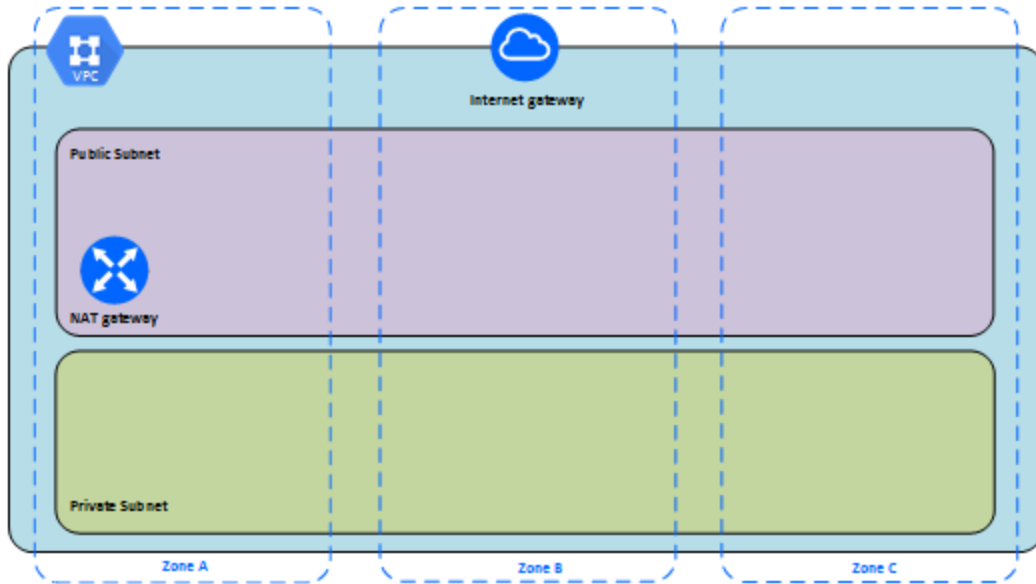 VPC
Internet gateway
Public Subnet
NAT gateway
Private Subnet
Zone A
Zone B
Zone C